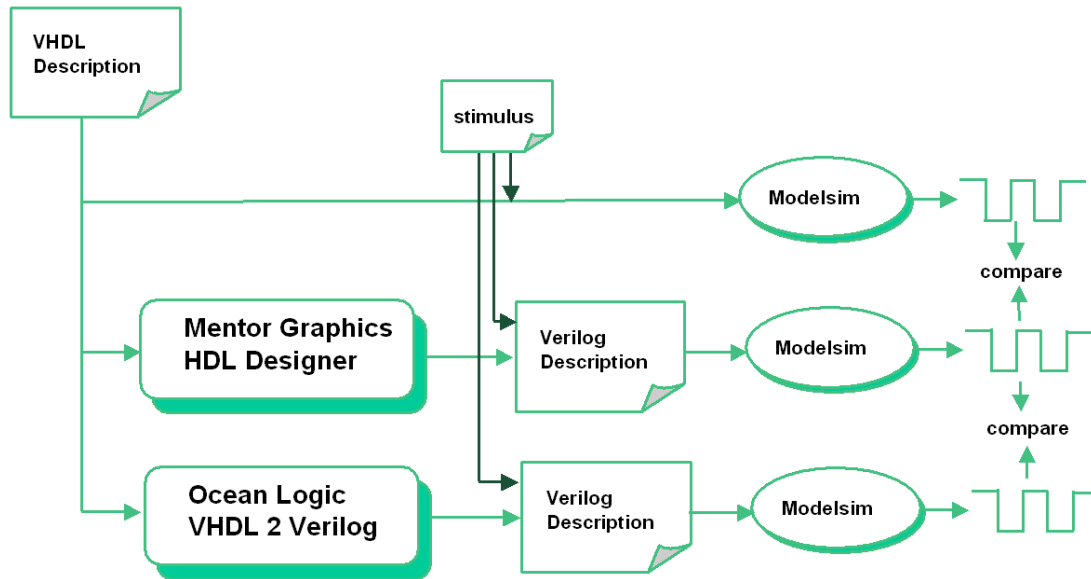 VHDL
Description
stimulus
Modelsim
compare
Mentor Graphics
HDL Designer
Verilog
Description
Modelsim
compare
Ocean Logic
VHDL 2 Verilog
Verilog
Description
Modelsim